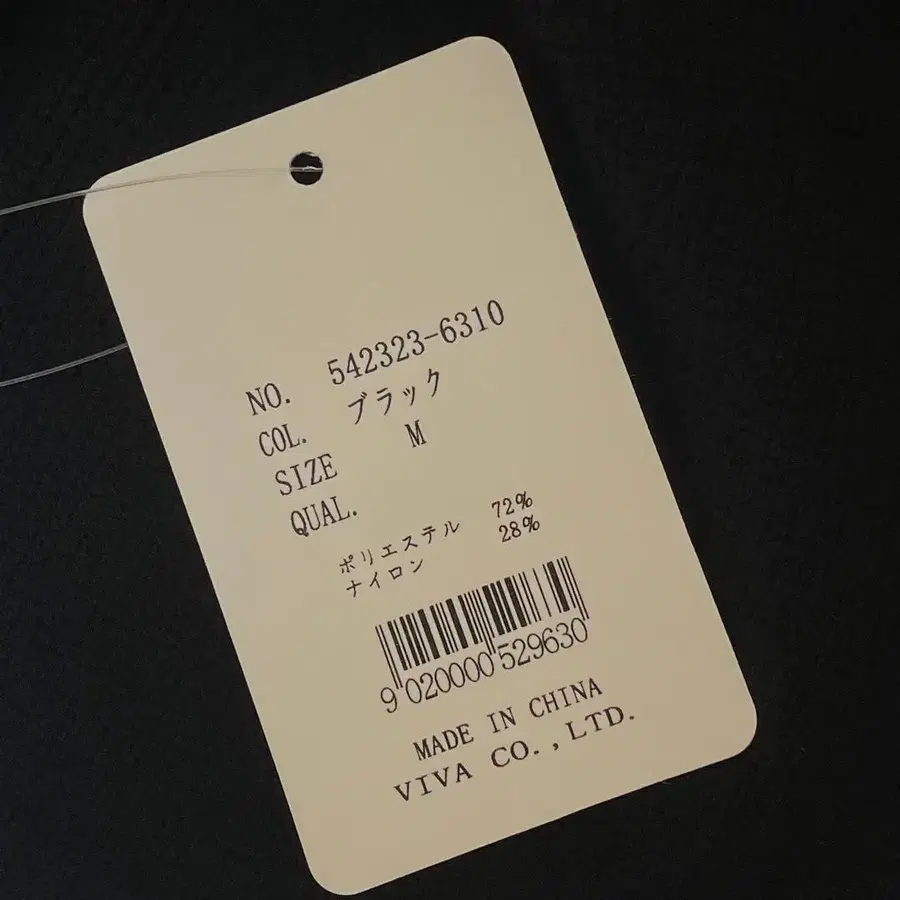 NO. 542323-6310
COL. ブラック
SIZE M
QUAL.
ポリエステル 72%
ナイロン 28%
9 020000 529630
MADE IN CHINA
VIVA CO.,LTD.